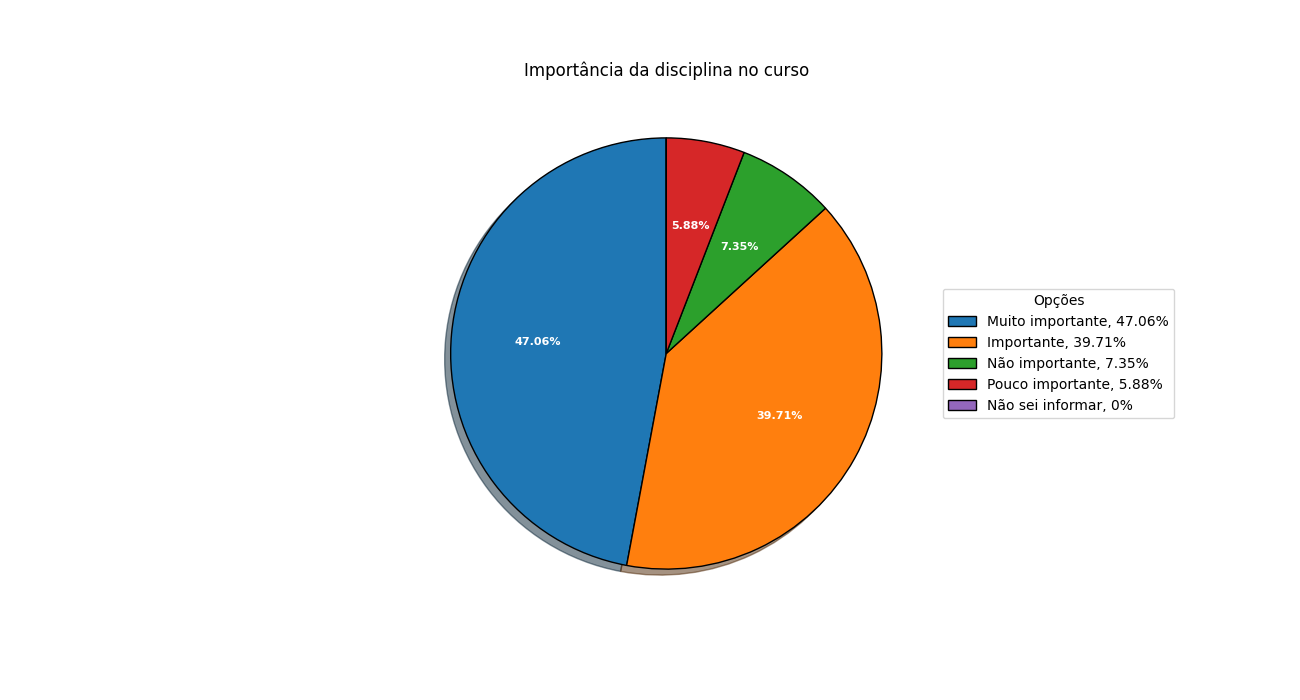 Importância da disciplina no curso
5.88%
7.35%
47.06%
39.71%
Opções
Muito importante, 47.06%
Importante, 39.71%
Não importante, 7.35%
Pouco importante, 5.88%
Não sei informar, 0%